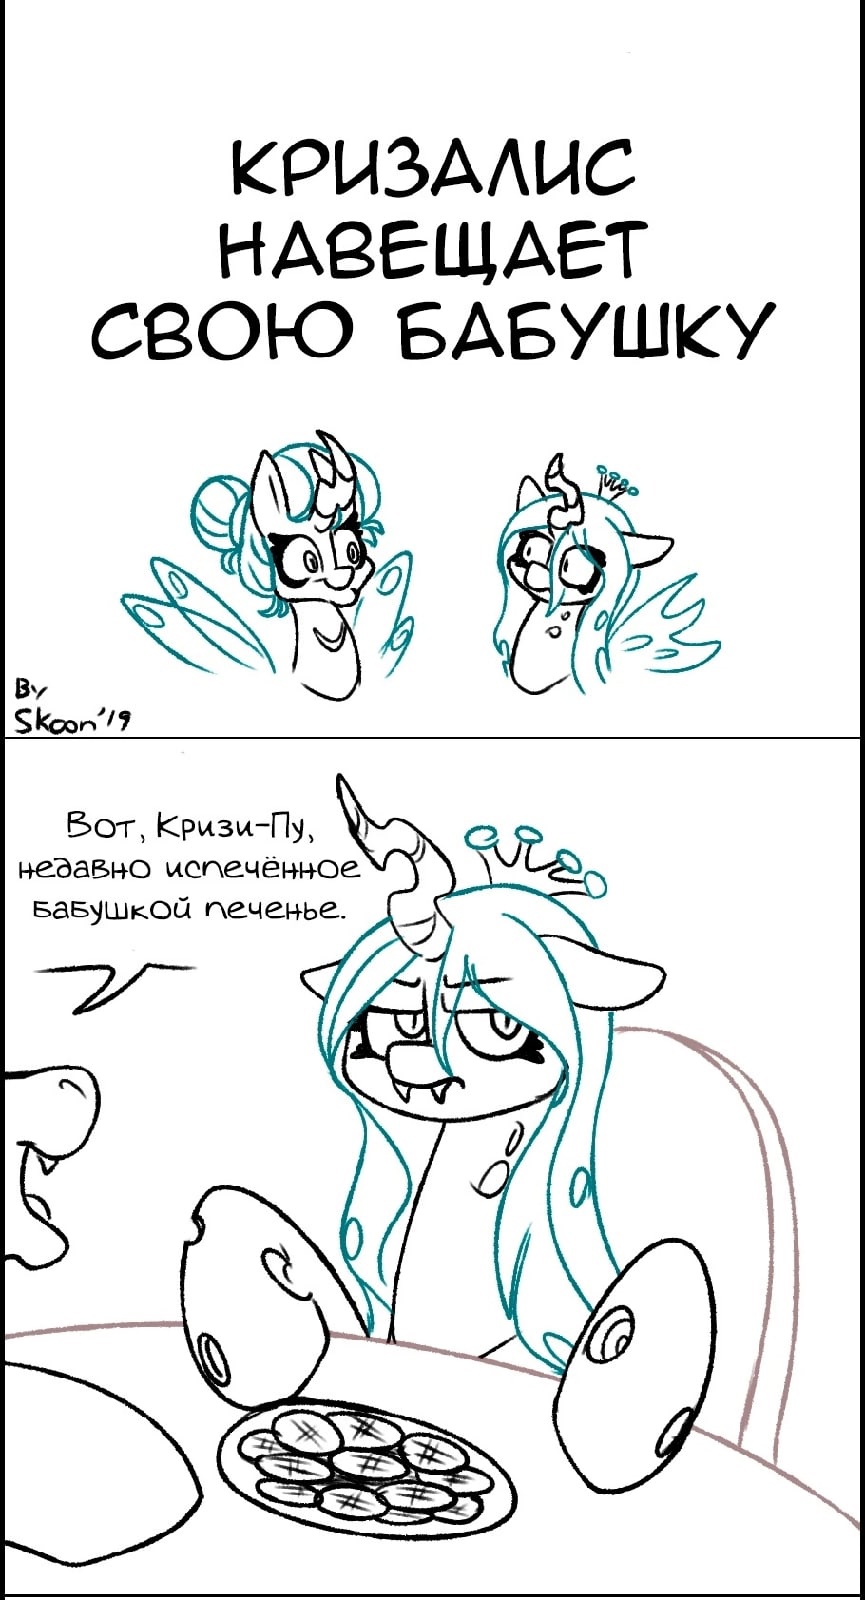 КРИЗАЛИС
НАВЕЩАЕТ
СВОЮ БАБУШКУ
By
Skoon'19
Вот, Кризи-Пу,
недавно испечённое
бабушкой печенье.